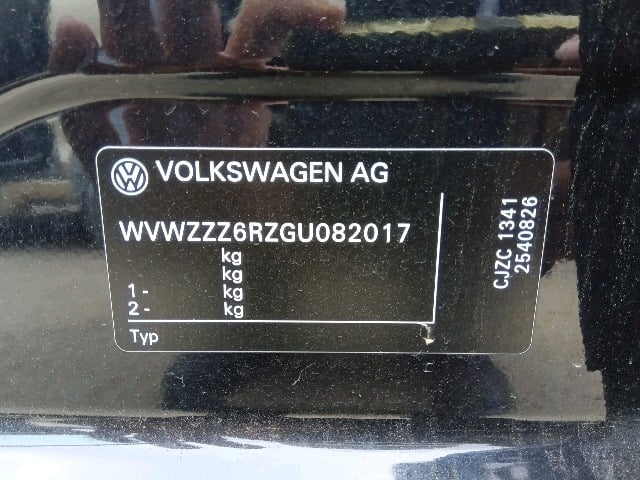 VOLKSWAGEN AG
WVWZZZ6RZGU082017
kg
kg
1- kg
2- kg
Typ
CJZC 1341
2540826